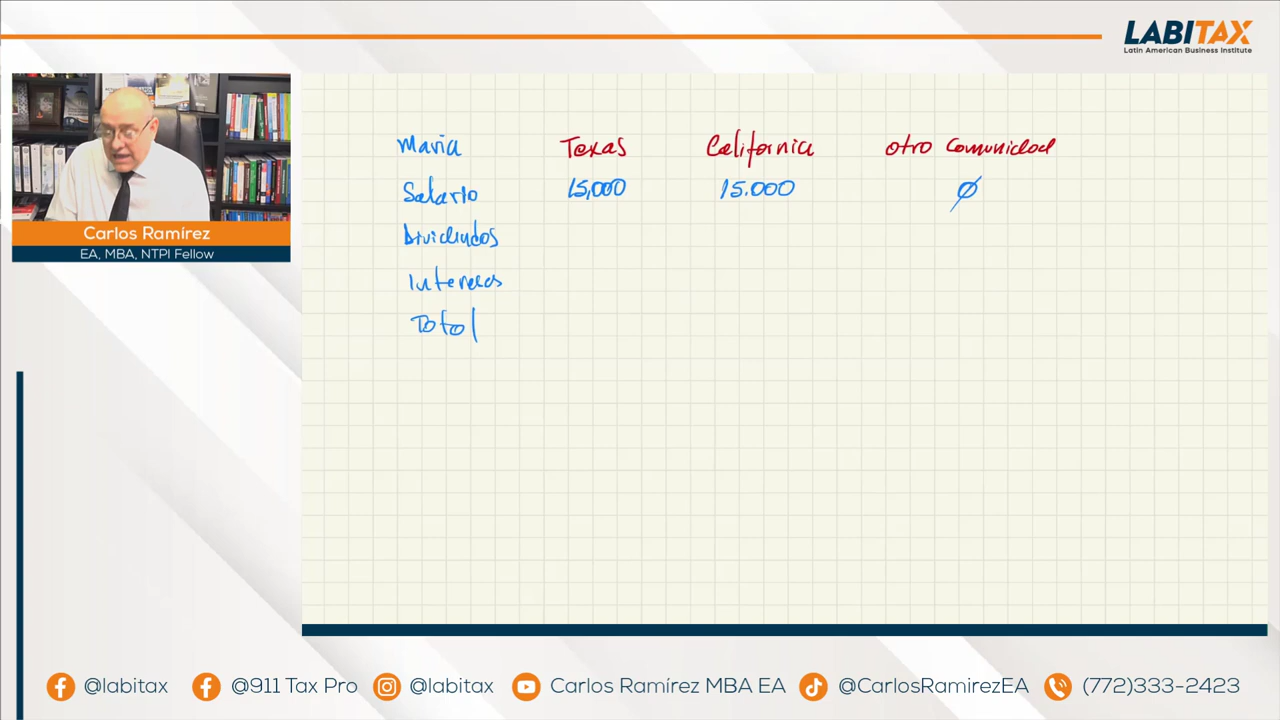 LABITAX
Latin American Business Institute
Maria Texas California otro comunidad
Salario 15,000 15.000 Ø
Dividendos
Intereses
Total
Carlos Ramírez
EA, MBA, NTPI Fellow
@labitax @911 Tax Pro @labitax Carlos Ramírez MBA EA @CarlosRamirezEA (772)333-2423